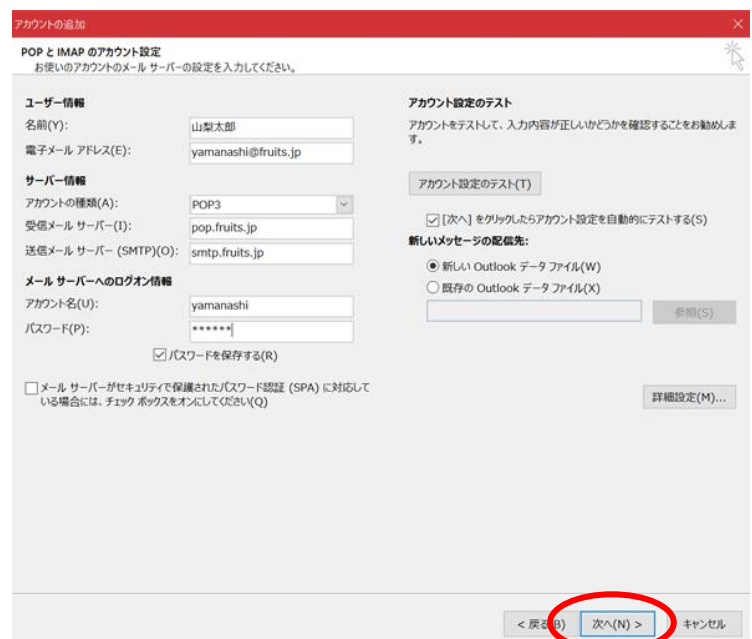 アカウントの追加
POP と IMAP のアカウント設定
お使いのアカウントのメール サーバーの設定を入力してください。
ユーザー情報
名前(Y):
山梨太郎
電子メール アドレス(E):
yamanashi@fruits.jp
サーバー情報
アカウントの種類(A):
POP3
受信メール サーバー(I):
pop.fruits.jp
送信メール サーバー (SMTP)(O):
smtp.fruits.jp
メール サーバーへのログオン情報
アカウント名(U):
yamanashi
パスワード(P):
******
パスワードを保存する(R)
メール サーバーがセキュリティで保護されたパスワード認証 (SPA) に対応して
いる場合には、チェック ボックスをオンにしてください(Q)
アカウント設定のテスト
アカウントをテストして、入力内容が正しいかどうかを確認することをお勧めしま
す。
アカウント設定のテスト(T)
[次へ] をクリックしたらアカウント設定を自動的にテストする(S)
新しいメッセージの配信先:
新しい Outlook データ ファイル(W)
既存の Outlook データ ファイル(X)
参照(S)
詳細設定(M)...
< 戻る(B)
次へ(N) >
キャンセル